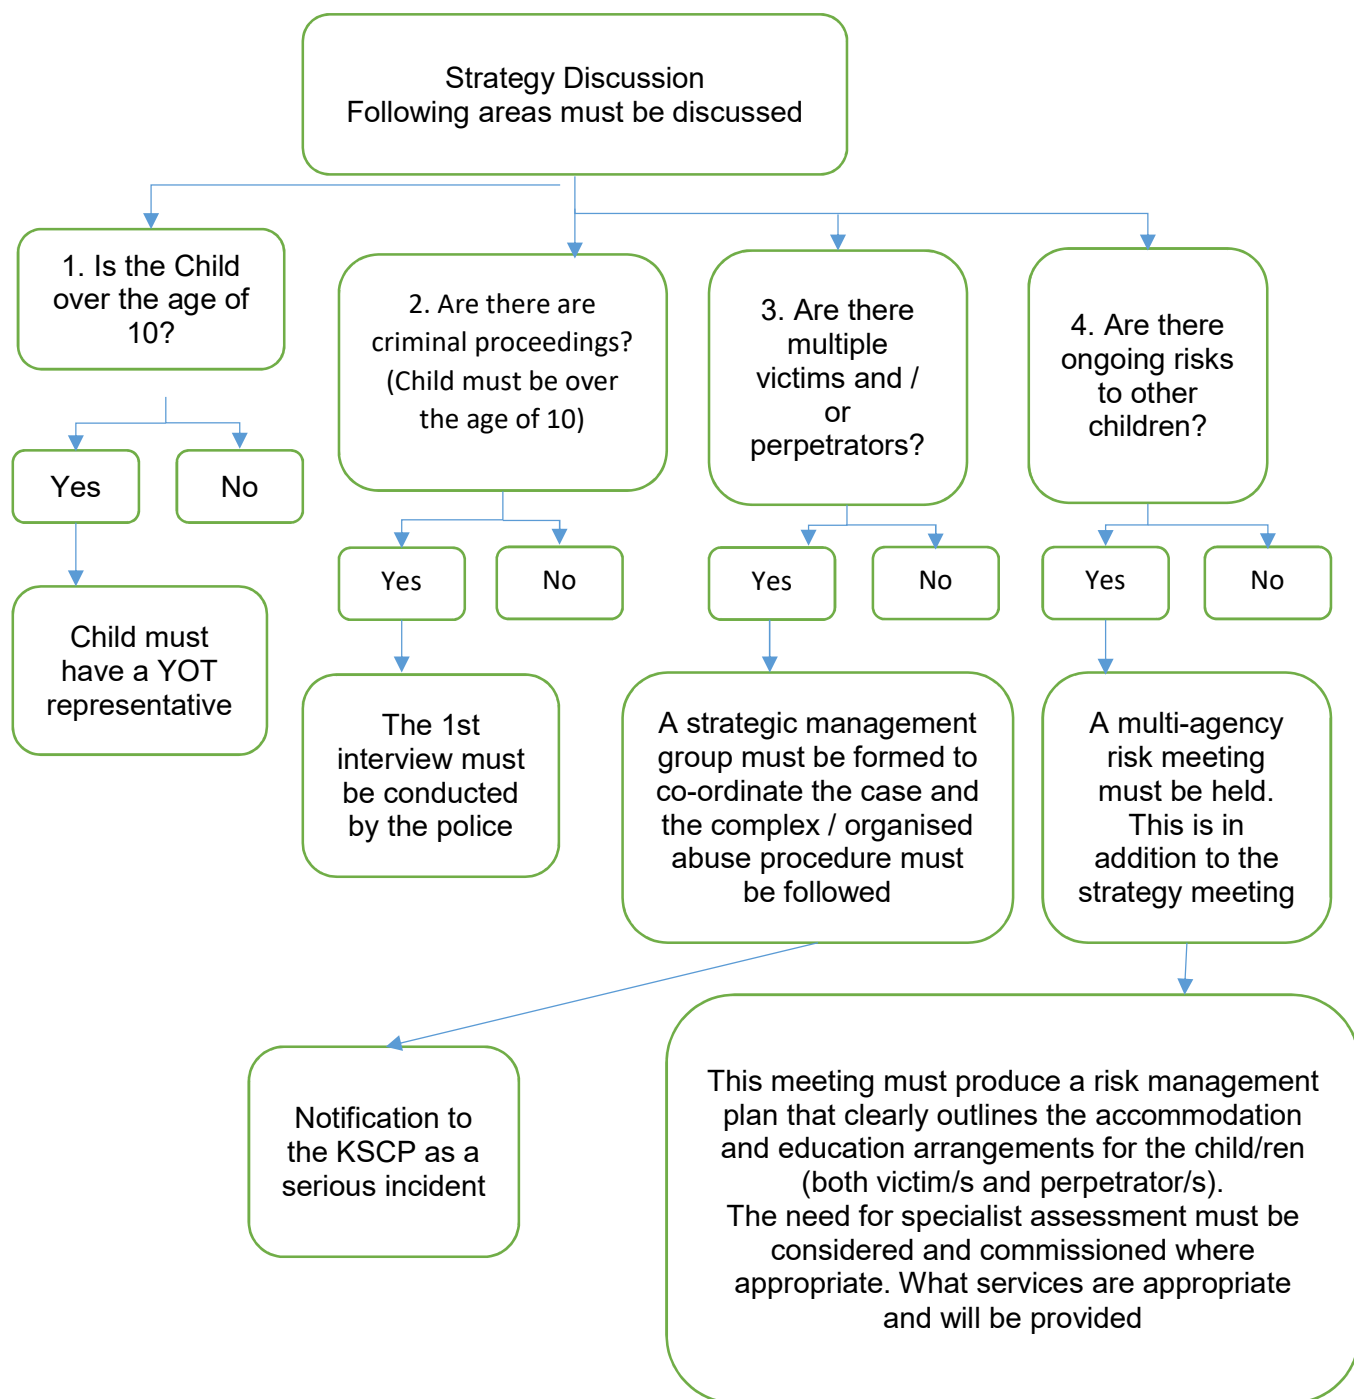 Strategy Discussion
Following areas must be discussed
1. Is the Child
over the age of
10?
2. Are there are
criminal proceedings?
(Child must be over
the age of 10)
3. Are there
multiple
victims and /
or
perpetrators?
4. Are there
ongoing risks
to other
children?
Yes
No
Yes
No
Yes
No
Yes
No
Child must
have a YOT
representative
The 1st
interview must
be conducted
by the police
A strategic management
group must be formed to
co-ordinate the case and
the complex / organised
abuse procedure must
be followed
A multi-agency
risk meeting
must be held.
This is in
addition to the
strategy meeting
Notification to
the KSCP as a
serious incident
This meeting must produce a risk management
plan that clearly outlines the accommodation
and education arrangements for the child/ren
(both victim/s and perpetrator/s).
The need for specialist assessment must be
considered and commissioned where
appropriate. What services are appropriate
and will be provided